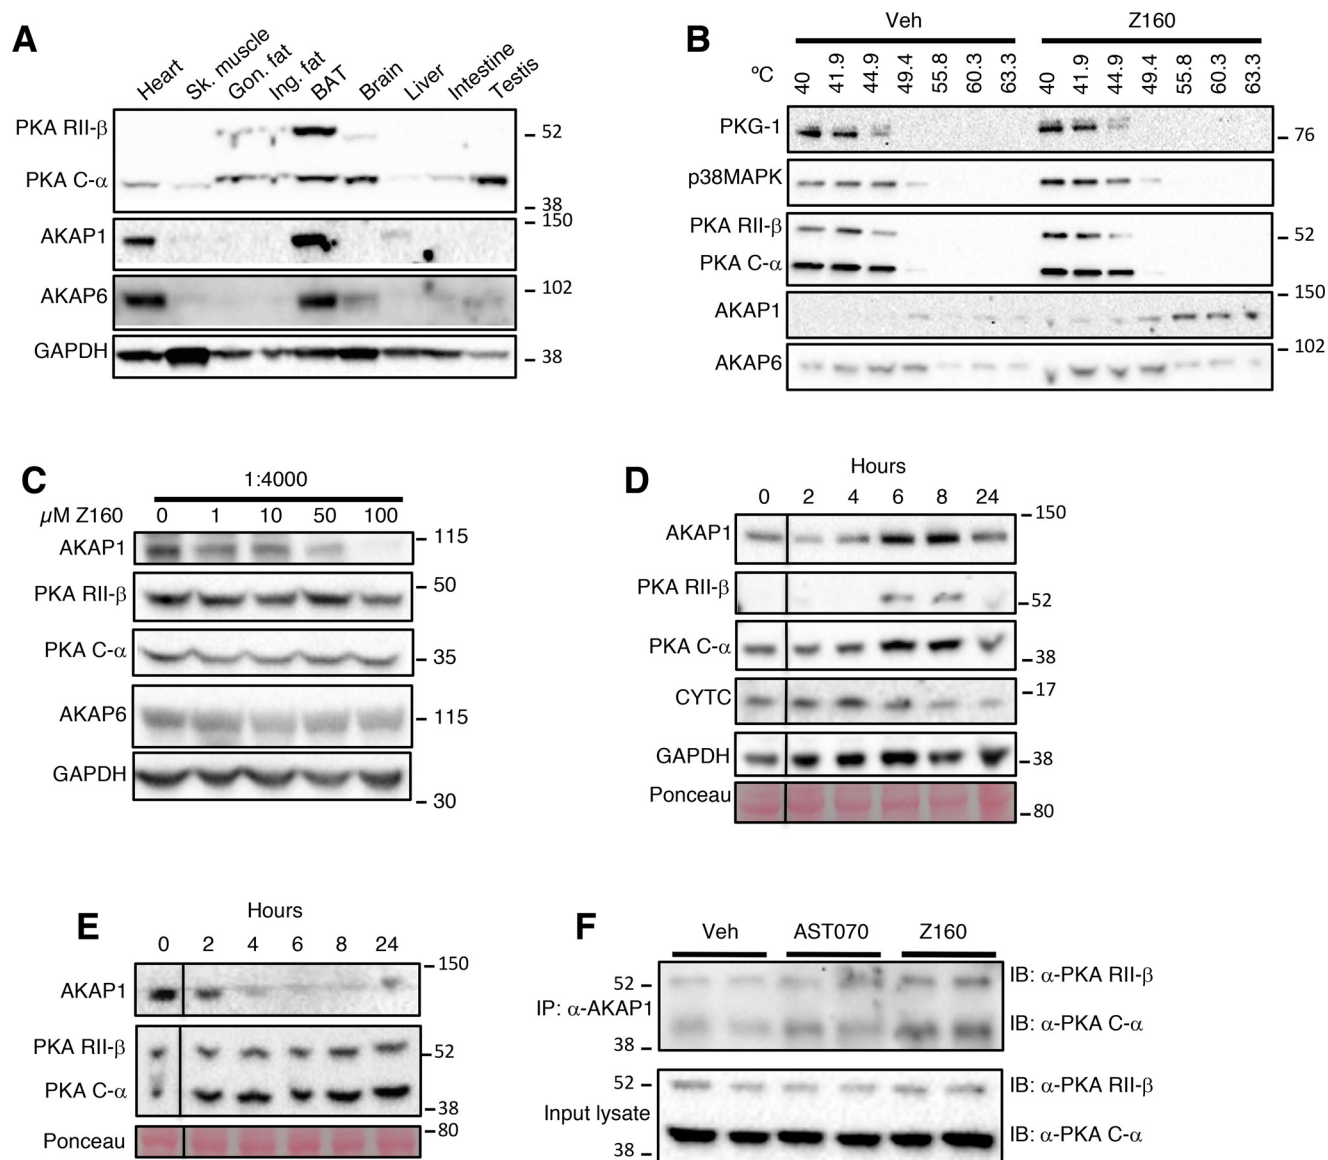 A
Heart Sk. muscle Gon. fat Ing. fat BAT Brain Liver Intestine Testis
PKA RII-β
52
PKA C-α
38
150
AKAP1
102
AKAP6
GAPDH
38
B
Veh Z160
ºC 40 41.9 44.9 49.4 55.8 60.3 63.3 40 41.9 44.9 49.4 55.8 60.3 63.3
PKG-1
76
p38MAPK
PKA RII-β
52
PKA C-α
150
AKAP1
102
AKAP6
C
1:4000
µM Z160 0 1 10 50 100
AKAP1 115
PKA RII-β 50
PKA C-α 35
AKAP6 115
GAPDH
30
D
Hours
0 2 4 6 8 24
150
AKAP1
PKA RII-β
52
PKA C-α
38
CYTC 17
GAPDH 38
Ponceau
80
E
Hours
0 2 4 6 8 24
150
AKAP1
PKA RII-β 52
PKA C-α
38
80
Ponceau
F
Veh AST070 Z160
52 IB: α-PKA RII-β
IP: α-AKAP1
IB: α-PKA C-α
38
52 IB: α-PKA RII-β
Input lysate
IB: α-PKA C-α
38